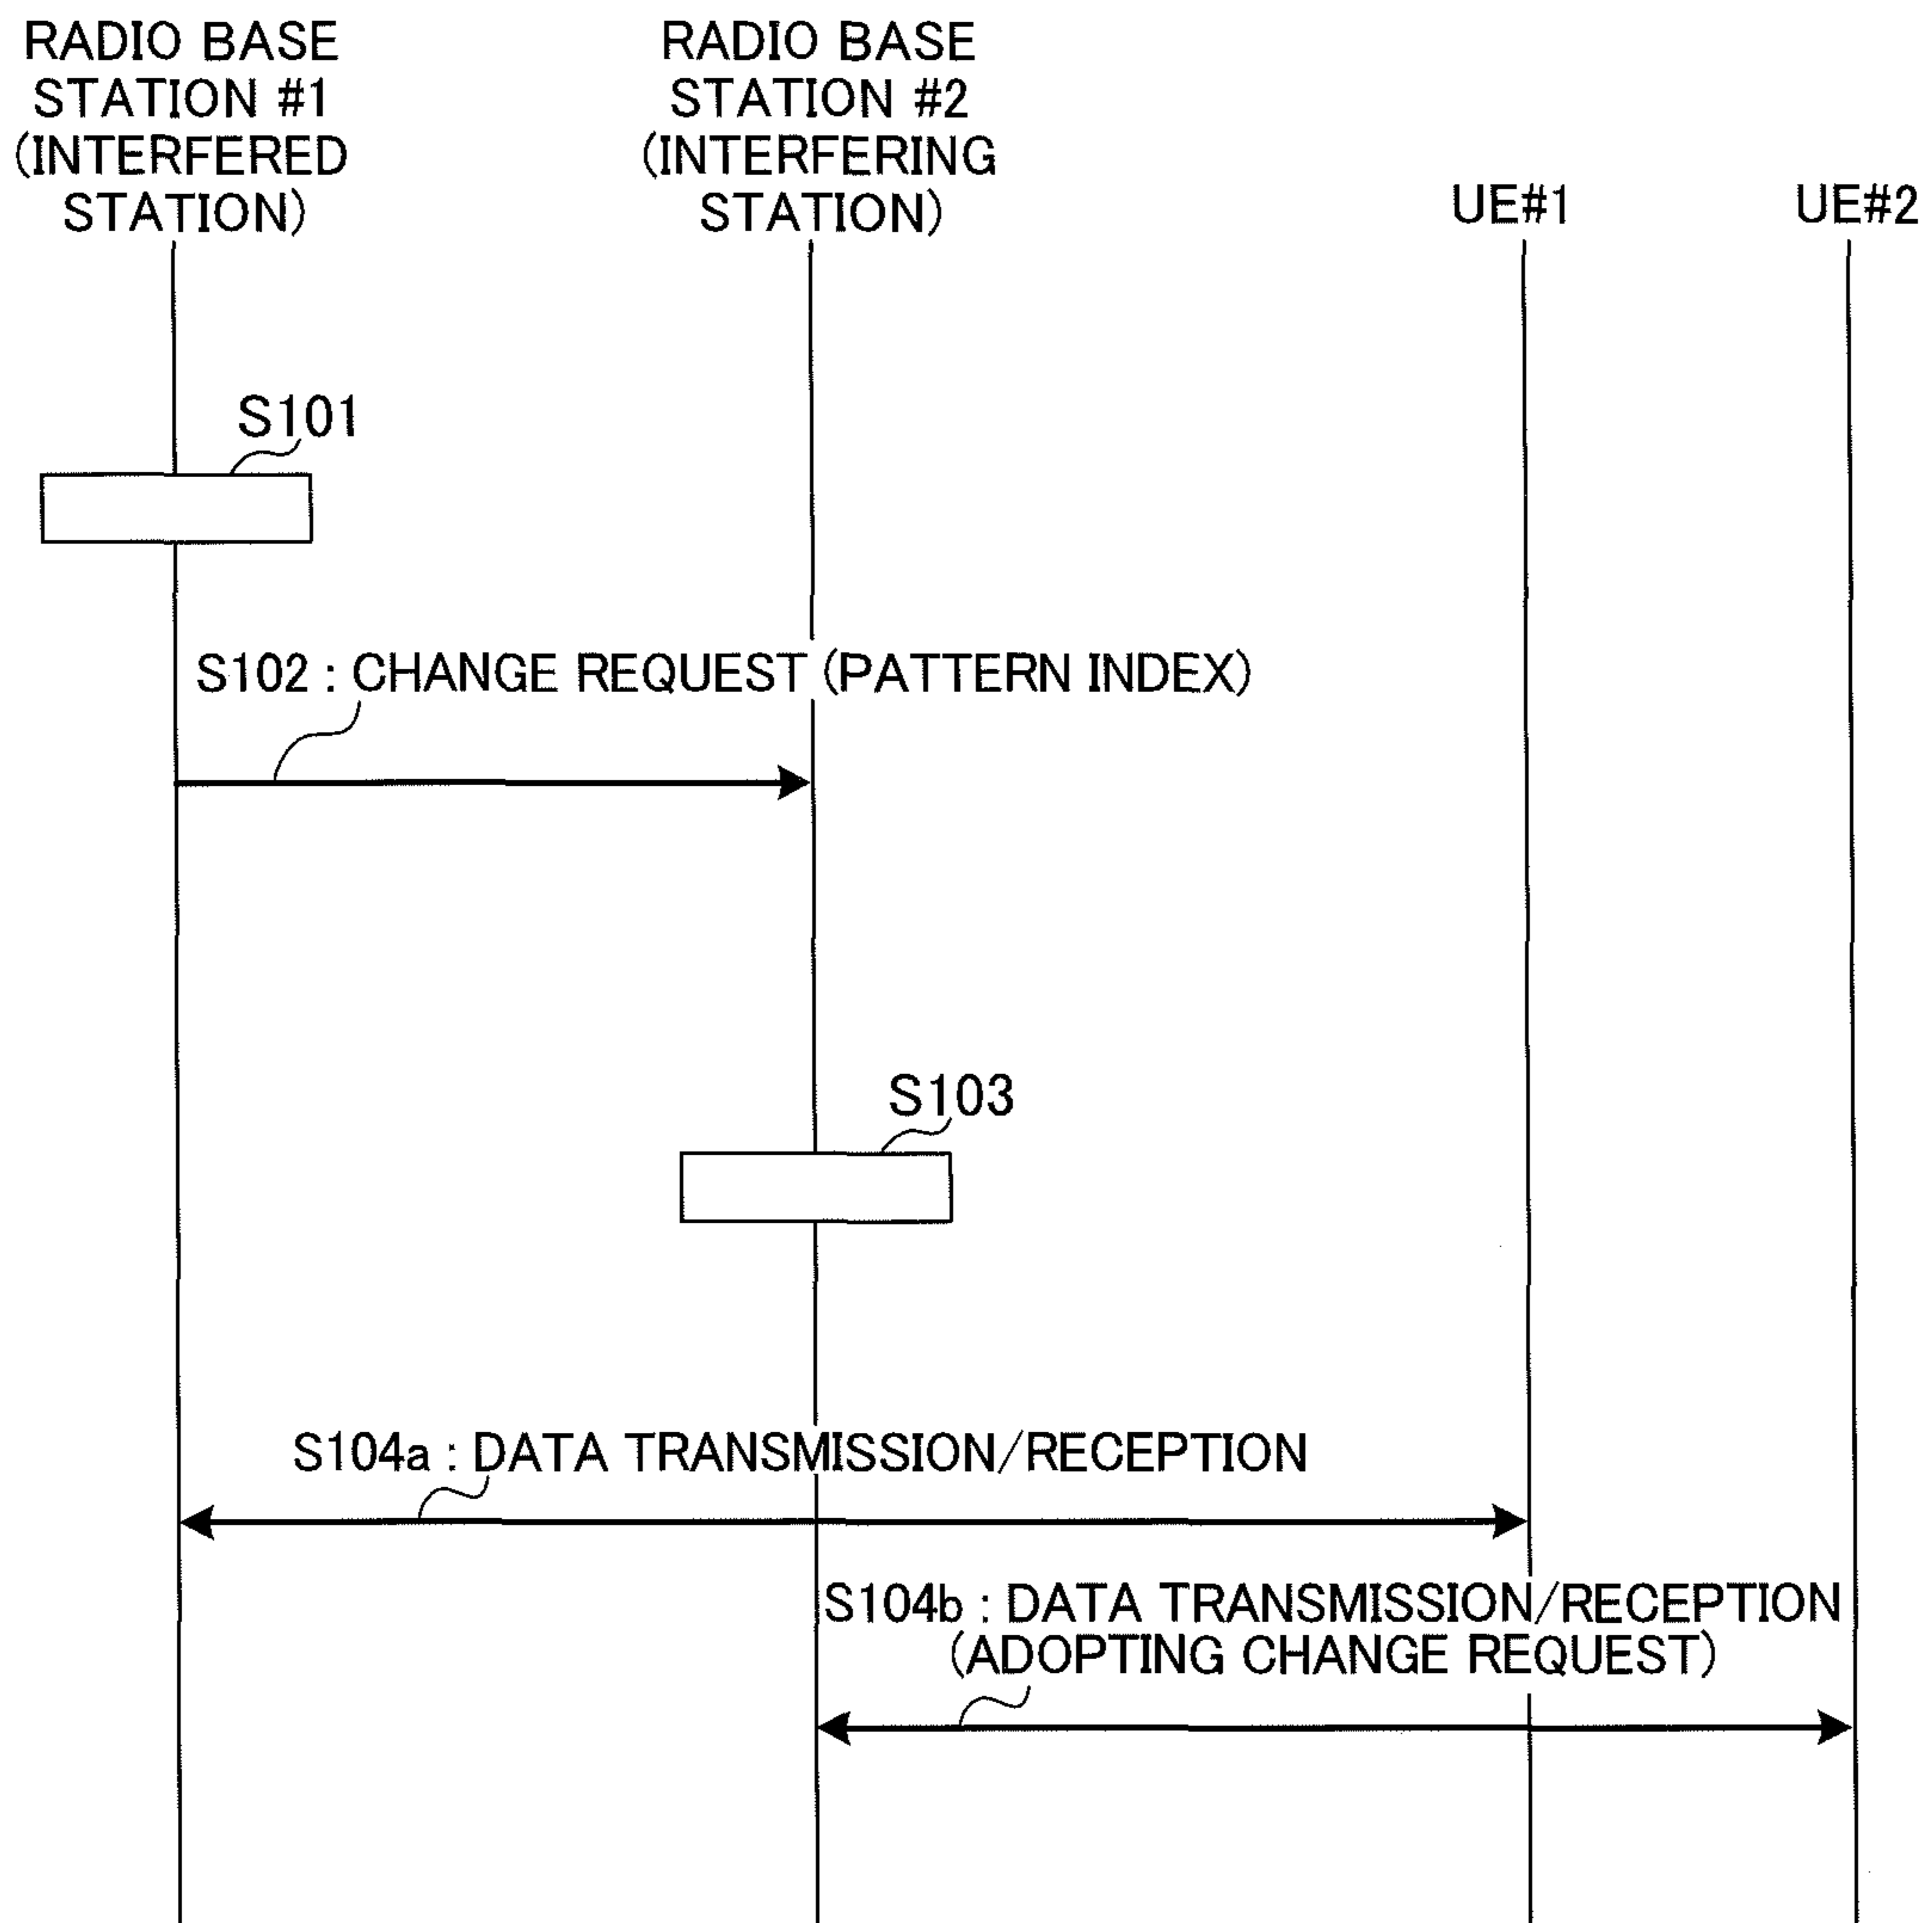 RADIO BASE
STATION #1
(INTERFERED
STATION)
RADIO BASE
STATION #2
(INTERFERING
STATION)
UE#1
UE#2
S101
S102 : CHANGE REQUEST (PATTERN INDEX)
S103
S104a : DATA TRANSMISSION/RECEPTION
S104b : DATA TRANSMISSION/RECEPTION
(ADOPTING CHANGE REQUEST)